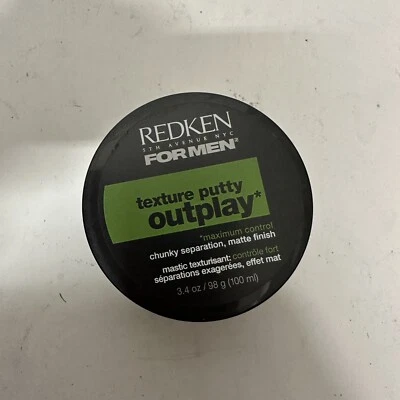 REDKEN
5TH AVENUE NYC
FOR MEN
texture putty
outplay*
*maximum control
chunky separation, matte finish
mastic texturisant: contrôle fort
séparations exagérées, effet mat
3.4 oz / 98 g (100 ml)